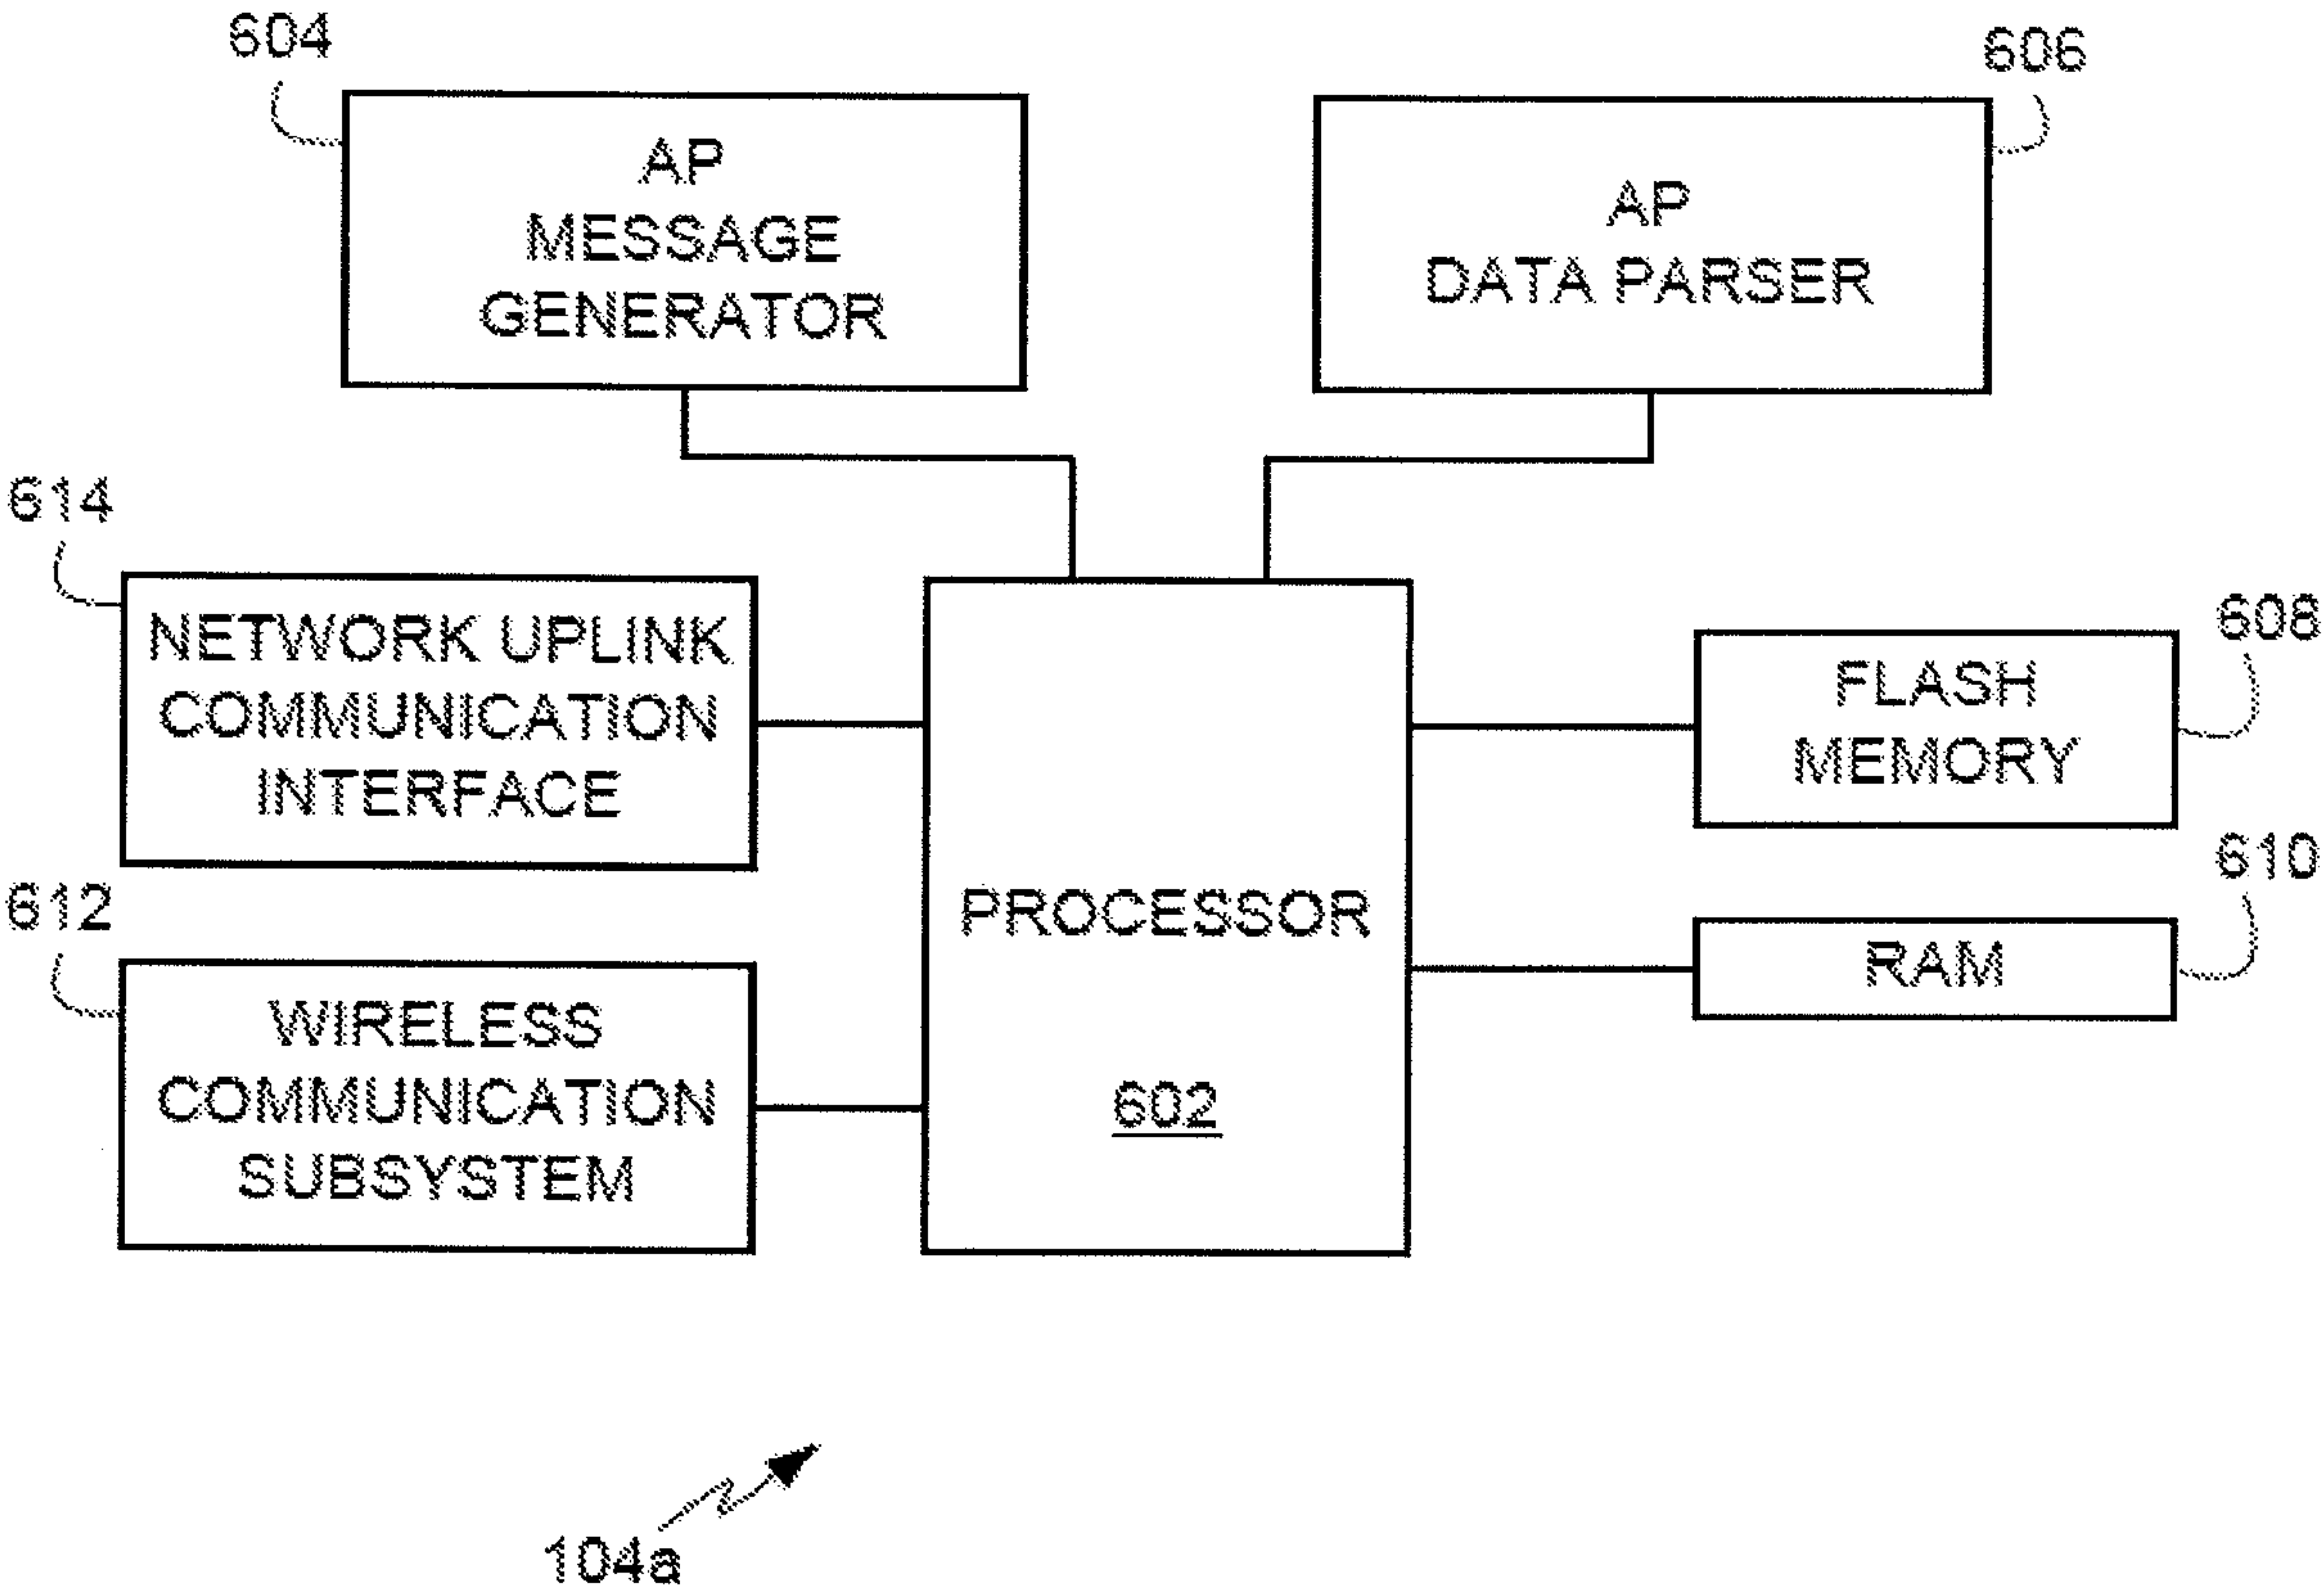 604
606
AP
MESSAGE
GENERATOR
AP
DATA PARSER
614
NETWORK UPLINK
COMMUNICATION
INTERFACE
608
FLASH
MEMORY
612
WIRELESS
COMMUNICATION
SUBSYSTEM
PROCESSOR
602
610
RAM
104a